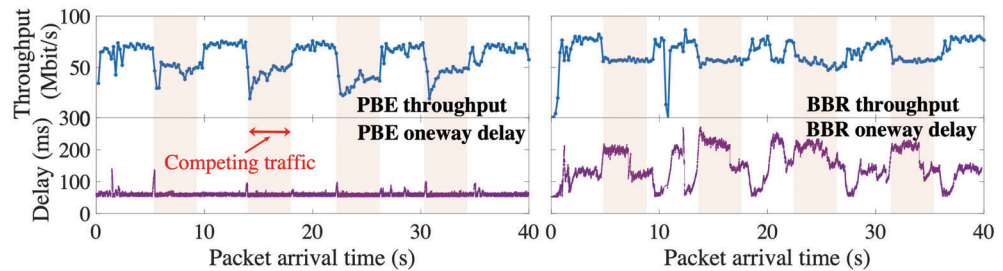 Throughput
(Mbit/s)
100
50
300
PBE throughput
BBR throughput
PBE oneway delay
BBR oneway delay
Competing traffic
Delay (ms)
200
100
0
0 10 20 30 40
0 10 20 30 40
Packet arrival time (s)
Packet arrival time (s)